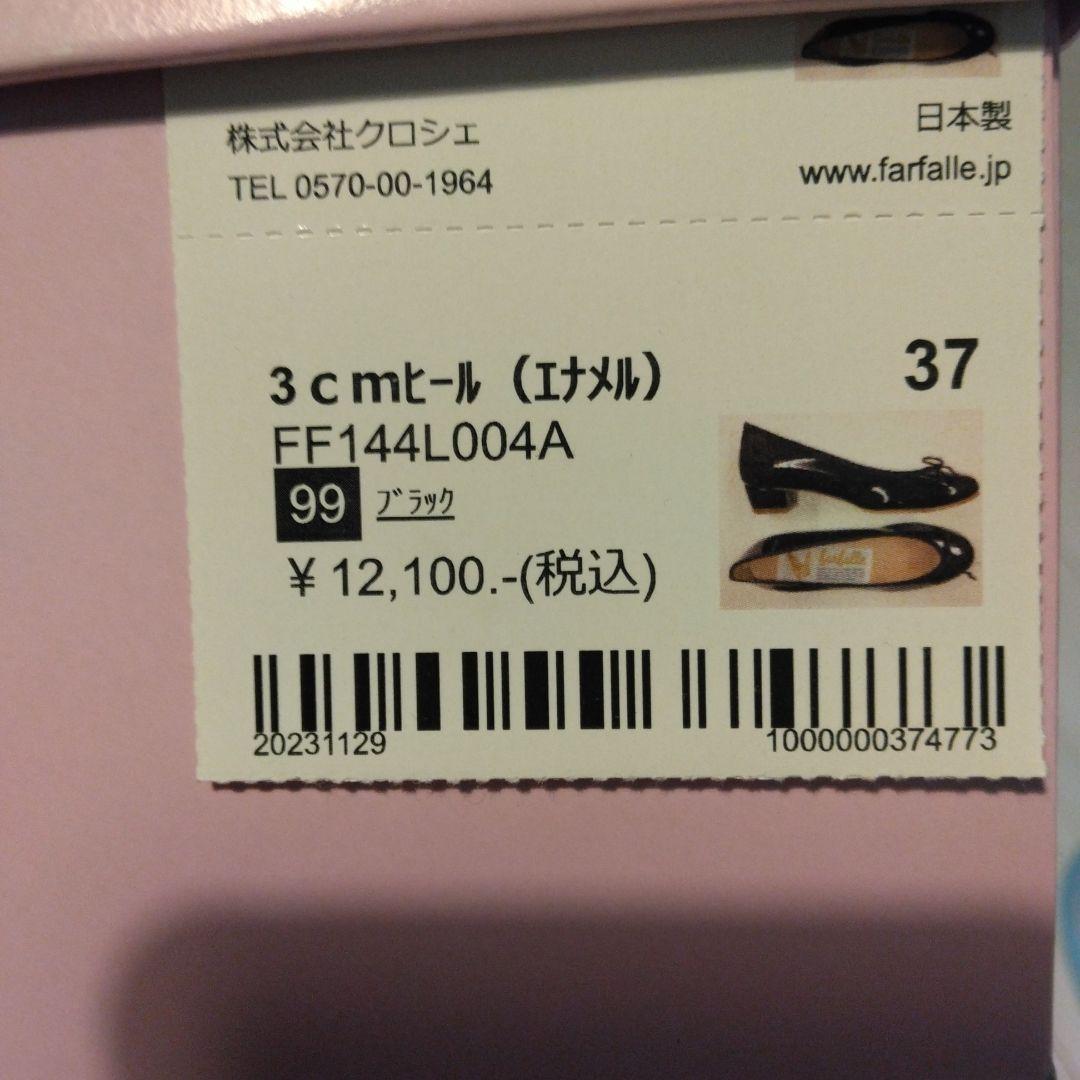 株式会社クロシェ
日本製
TEL 0570-00-1964
www.farfalle.jp
37
3cmﾋｰﾙ（ｴﾅﾒﾙ）
FF144L004A
99 ﾌﾞﾗｯｸ
¥ 12,100.-(税込)
farfalle
20231129
1000000374773